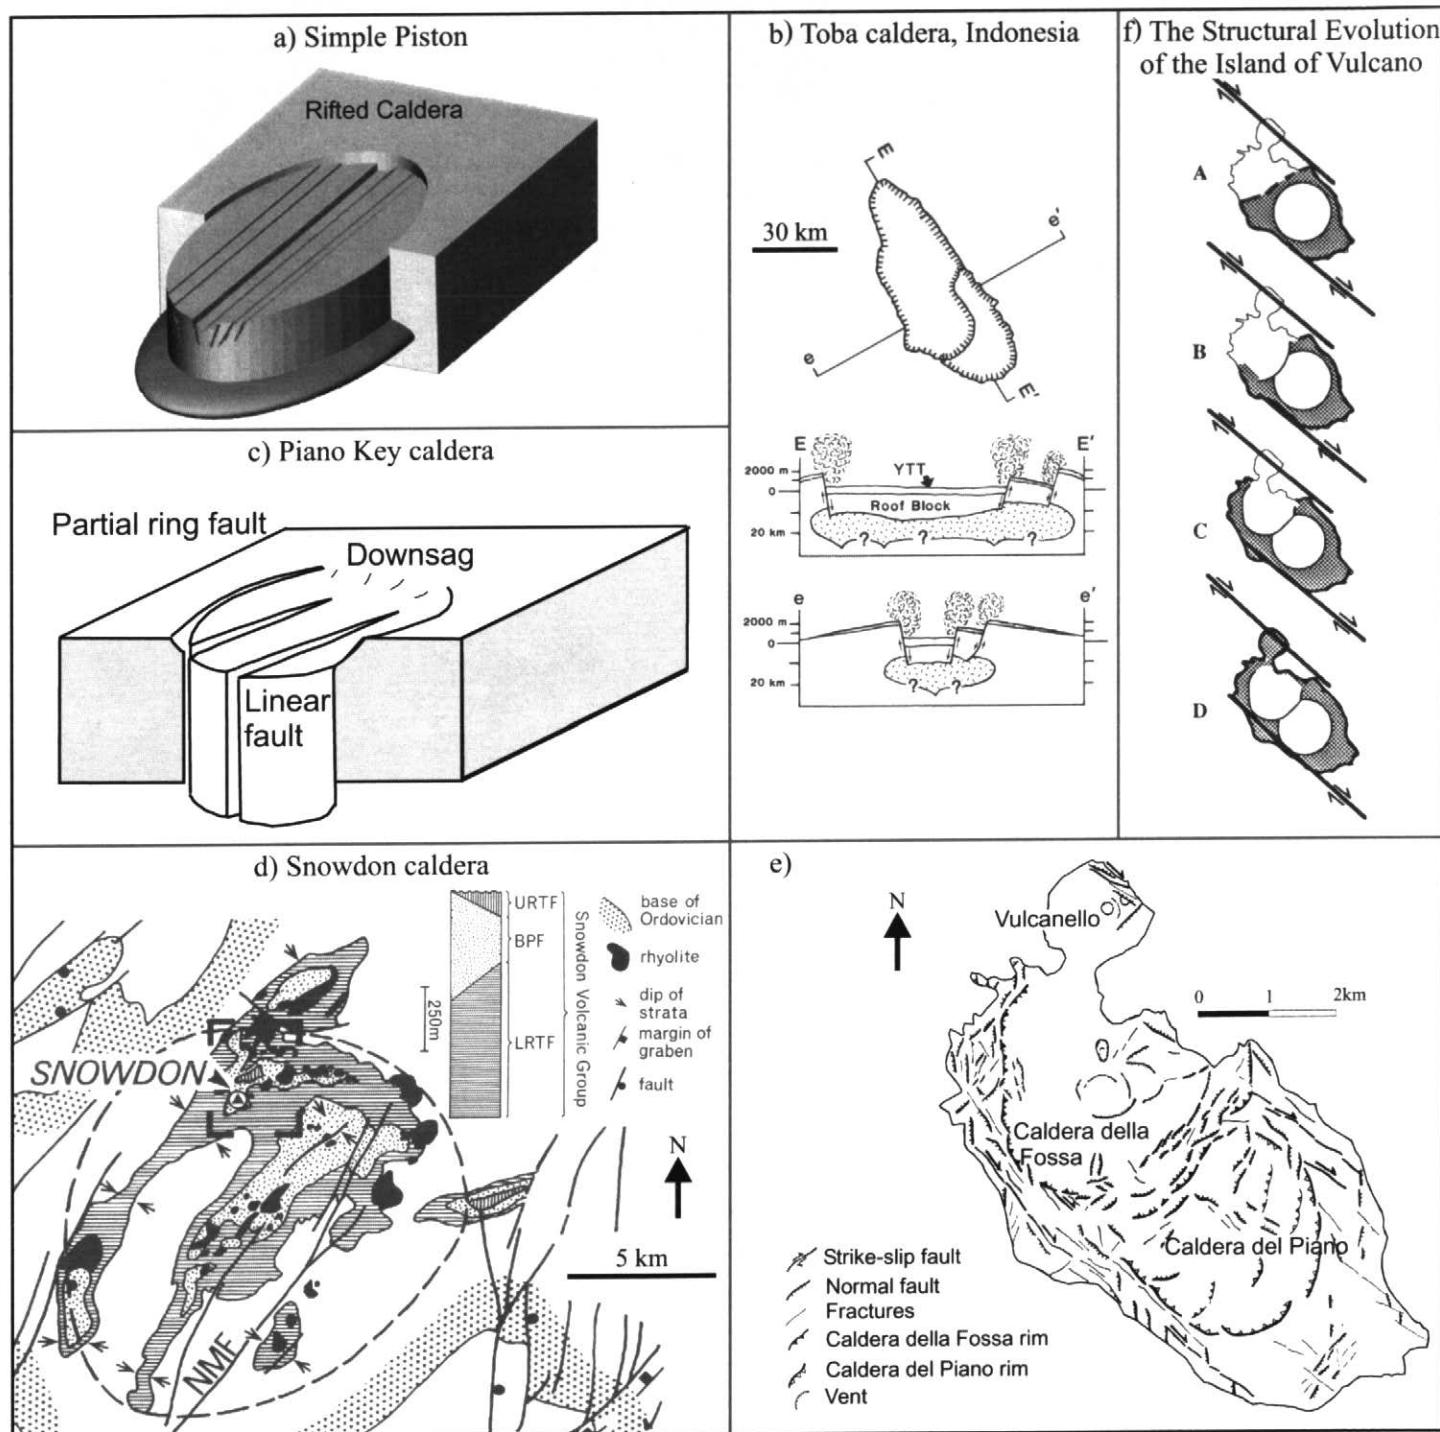 a) Simple Piston
Rifted Caldera
b) Toba caldera, Indonesia
E
e'
30 km
e
E'
E
E'
2000 m
YTT
0
Roof Block
20 km
? ? ?
e
e'
2000 m
0
20 km
? ?
f) The Structural Evolution
of the Island of Vulcano
A
B
C
D
c) Piano Key caldera
Partial ring fault
Downsag
Linear
fault
d) Snowdon caldera
URTF
BPF
LRTF
250m
Snowdon Volcanic Group
base of
Ordovician
rhyolite
dip of
strata
margin of
graben
fault
SNOWDON
N
5 km
NMF
e)
N
Vulcanello
0 1 2km
Caldera della
Fossa
Caldera del Piano
Strike-slip fault
Normal fault
Fractures
Caldera della Fossa rim
Caldera del Piano rim
Vent